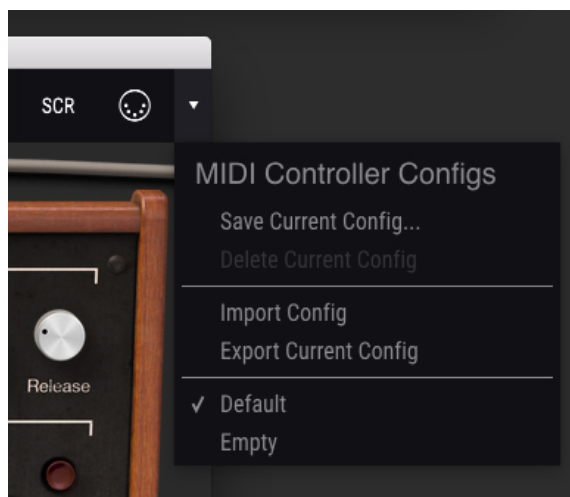 SCR
MIDI Controller Configs
Save Current Config...
Delete Current Config
Import Config
Export Current Config
Release
✓ Default
Empty